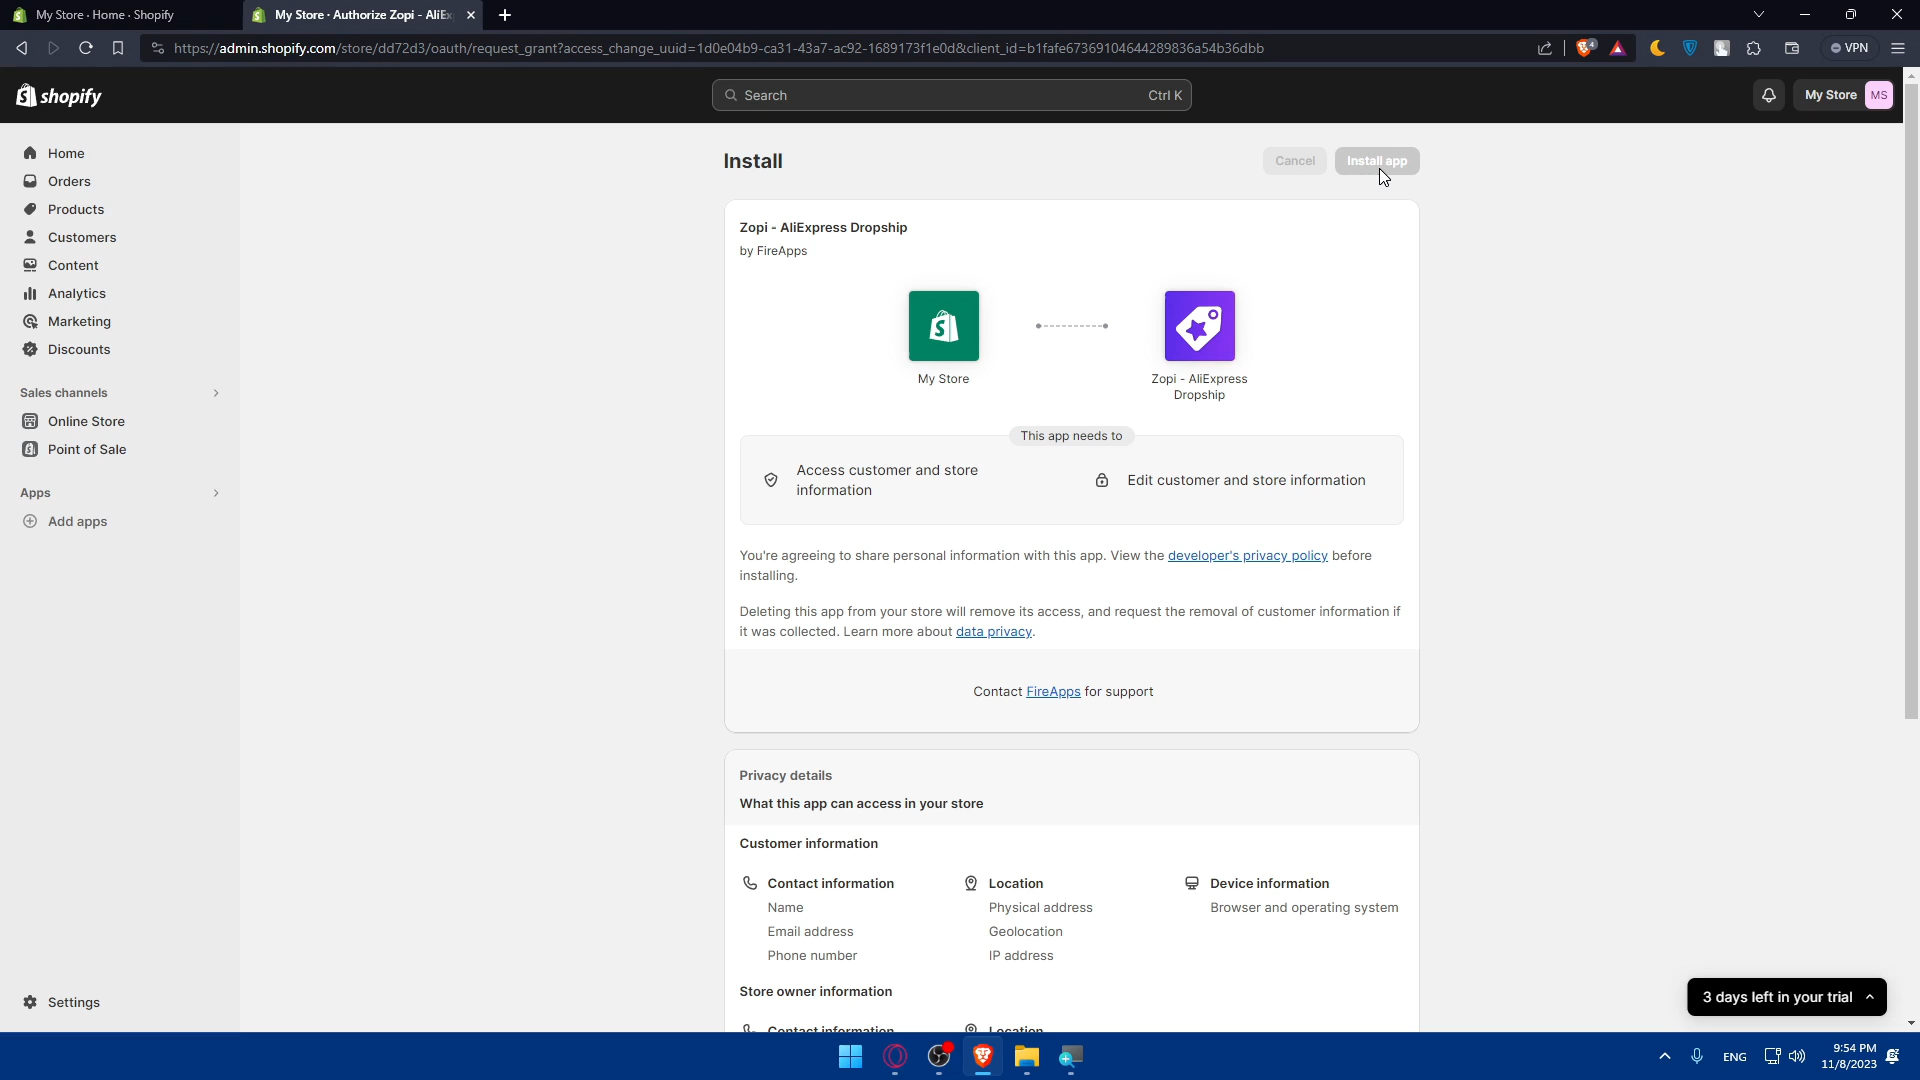 My Store · Home · Shopify
My Store · Authorize Zopi - AliEx
https://admin.shopify.com/store/dd72d3/oauth/request_grant?access_change_uuid=1d0e04b9-ca31-43a7-ac92-1689173f1e0d&client_id=b1fafe67369104644289836a54b36dbb
4
VPN
shopify
Search
Ctrl K
My Store
MS
Home
Orders
Products
Customers
Content
Analytics
Marketing
Discounts
Sales channels
Online Store
Point of Sale
Apps
Add apps
Settings
Install
Cancel
Install app
Zopi - AliExpress Dropship
by FireApps
My Store
Zopi - AliExpress
Dropship
This app needs to
Access customer and store
information
Edit customer and store information
You're agreeing to share personal information with this app. View the developer's privacy policy before
installing.
Deleting this app from your store will remove its access, and request the removal of customer information if
it was collected. Learn more about data privacy.
Contact FireApps for support
Privacy details
What this app can access in your store
Customer information
Contact information
Name
Email address
Phone number
Location
Physical address
Geolocation
IP address
Device information
Browser and operating system
Store owner information
Contact information
Location
3 days left in your trial
ENG
9:54 PM
11/8/2023